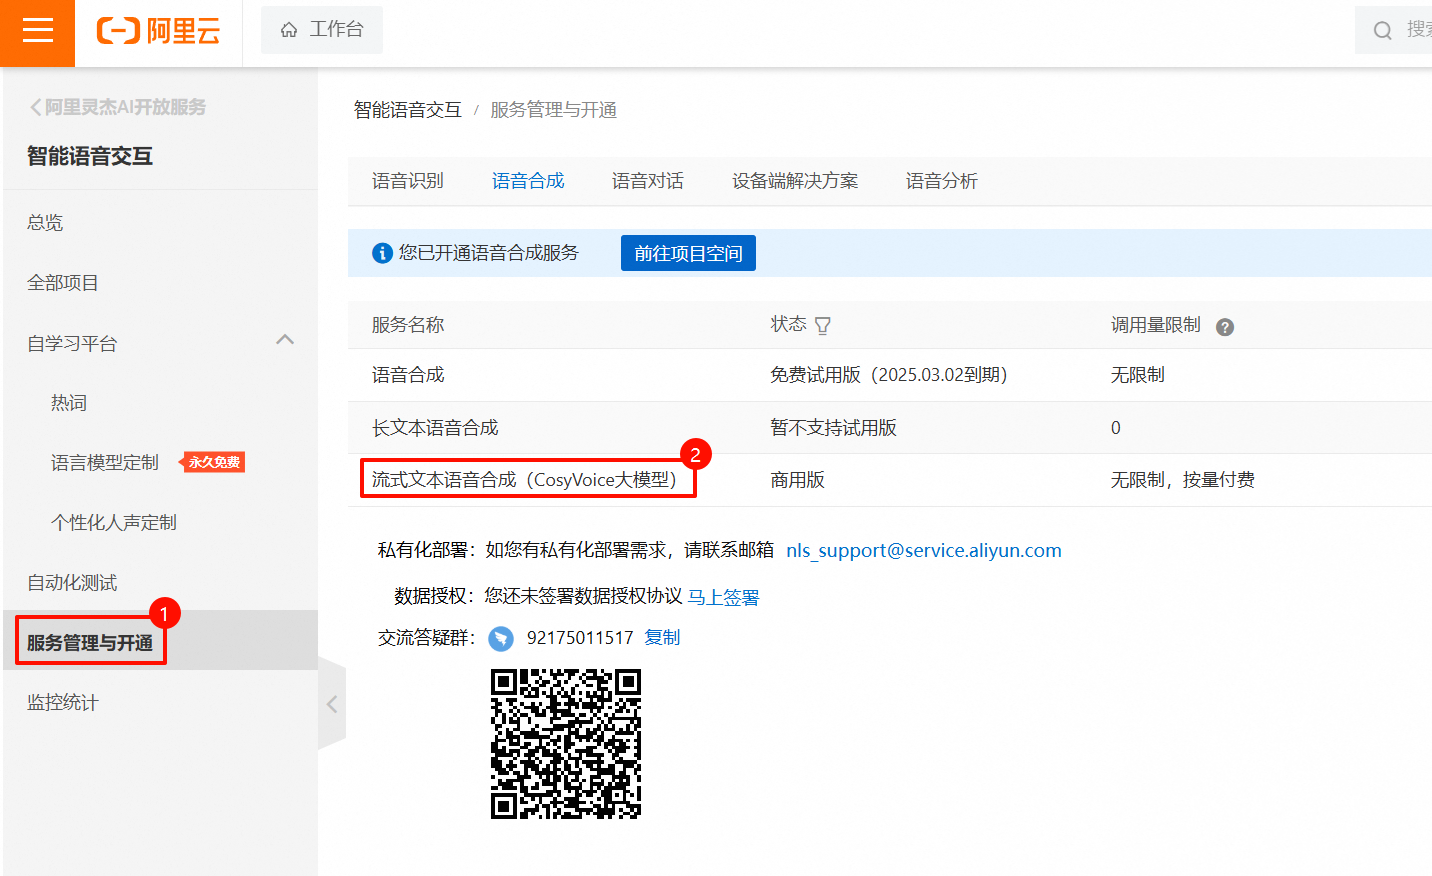 阿里云
工作台
搜
阿里灵杰AI开放服务
智能语音交互
总览
全部项目
自学习平台
热词
语言模型定制
永久免费
个性化人声定制
自动化测试
1
服务管理与开通
监控统计
智能语音交互 / 服务管理与开通
语音识别 语音合成 语音对话 设备端解决方案 语音分析
您已开通语音合成服务 前往项目空间
服务名称 状态 调用量限制 ?
语音合成 免费试用版（2025.03.02到期） 无限制
长文本语音合成 暂不支持试用版 0
2
流式文本语音合成（CosyVoice大模型） 商用版 无限制，按量付费
私有化部署：如您有私有化部署需求，请联系邮箱 nls_support@service.aliyun.com
数据授权：您还未签署数据授权协议 马上签署
交流答疑群： 92175011517 复制